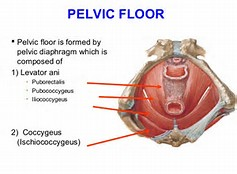 PELVIC FLOOR
• Pelvic floor is formed by
pelvic diaphragm which is
composed of
1) Levator ani
• Puborectalis
• Pubococcygeus
• Iliococcygeus
2) Coccygeus
(Ischiococcygeus)